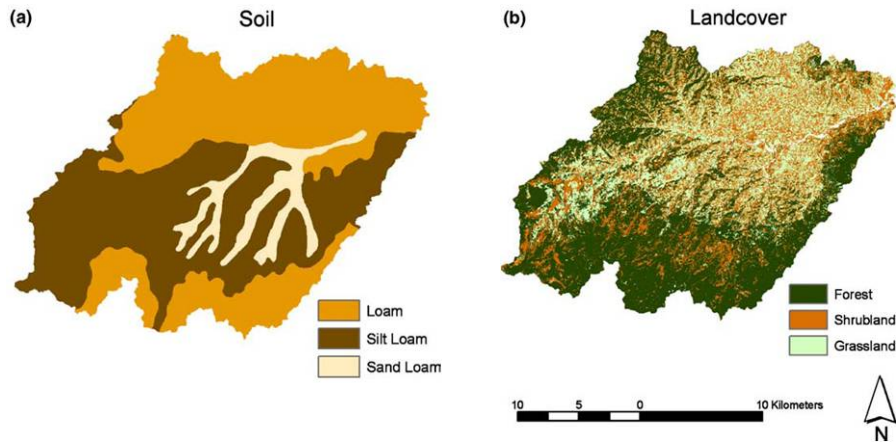 (a)
Soil
Loam
Silt Loam
Sand Loam
(b)
Landcover
Forest
Shrubland
Grassland
10 5 0 10 Kilometers
N